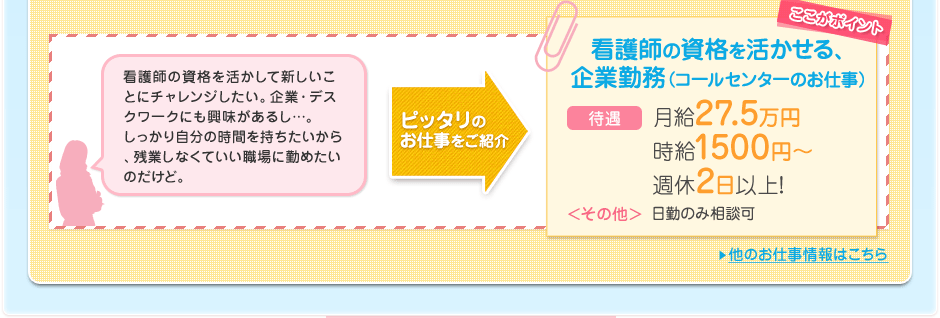 看護師の資格を活かして新しいこ
とにチャレンジしたい。企業・デス
クワークにも興味があるし…。
しっかり自分の時間を持ちたいから
、残業しなくていい職場に勤めたい
のだけど。
ピッタリの
お仕事をご紹介
ここがポイント
看護師の資格を活かせる、
企業勤務（コールセンターのお仕事）
待遇 月給27.5万円
時給1500円～
週休2日以上!
＜その他＞ 日勤のみ相談可
他のお仕事情報はこちら